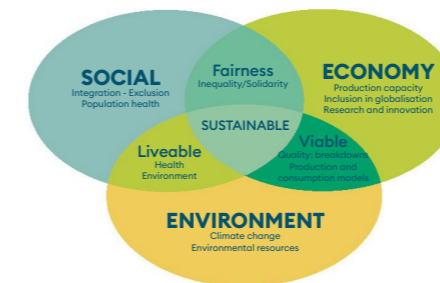 SOCIAL
Integration - Exclusion
Population health
Fairness
Inequality/Solidarity
ECONOMY
Production capacity
Inclusion in globalisation
Research and innovation
SUSTAINABLE
Liveable
Health
Environment
Viable
Quality: breakdowns
Production and
consumption models
ENVIRONMENT
Climate change
Environmental resources